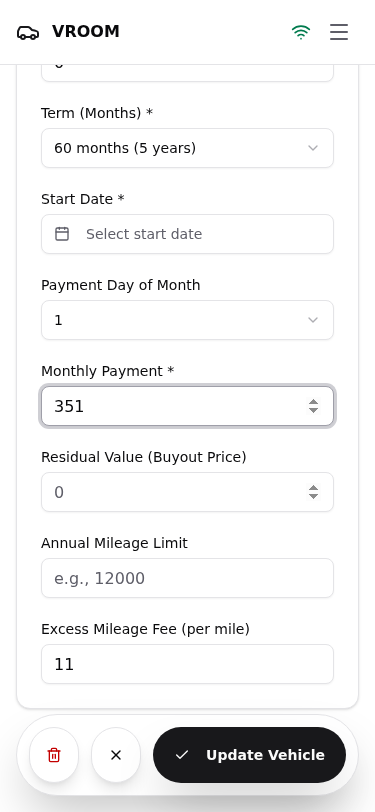 VROOM
Term (Months) *
60 months (5 years)
Start Date *
Select start date
Payment Day of Month
1
Monthly Payment *
351
Residual Value (Buyout Price)
0
Annual Mileage Limit
e.g., 12000
Excess Mileage Fee (per mile)
11
Update Vehicle